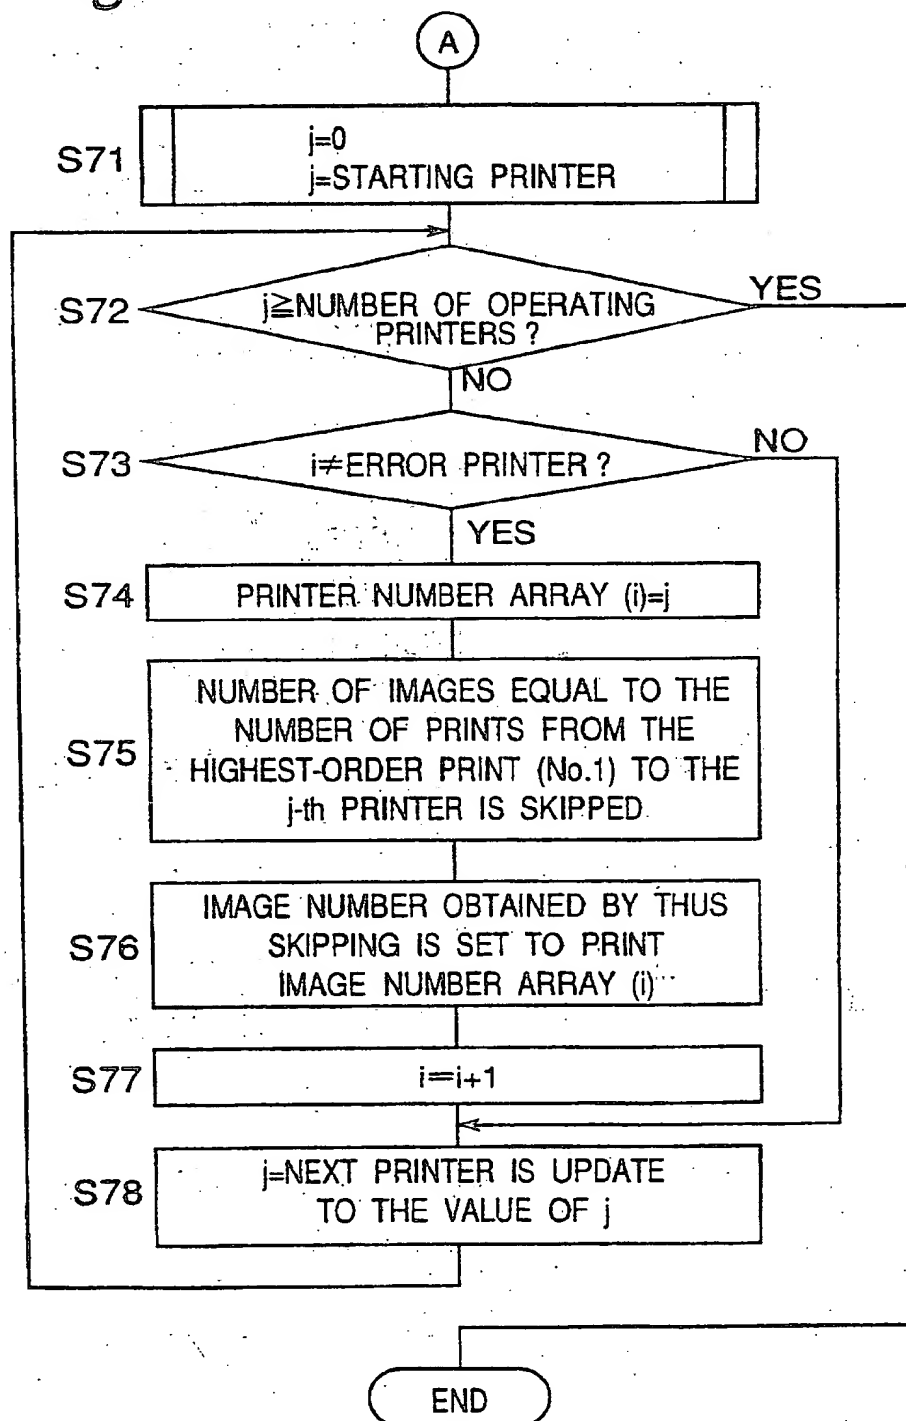 A
S71
j=0
j=STARTING PRINTER
S72
j≧NUMBER OF OPERATING
PRINTERS ?
YES
NO
S73
i≠ERROR PRINTER ?
NO
YES
S74
PRINTER NUMBER ARRAY (i)=j
S75
NUMBER OF IMAGES EQUAL TO THE
NUMBER OF PRINTS FROM THE
HIGHEST-ORDER PRINT (No.1) TO THE
j-th PRINTER IS SKIPPED
S76
IMAGE NUMBER OBTAINED BY THUS
SKIPPING IS SET TO PRINT
IMAGE NUMBER ARRAY (i)
S77
i=i+1
S78
j=NEXT PRINTER IS UPDATE
TO THE VALUE OF j
END